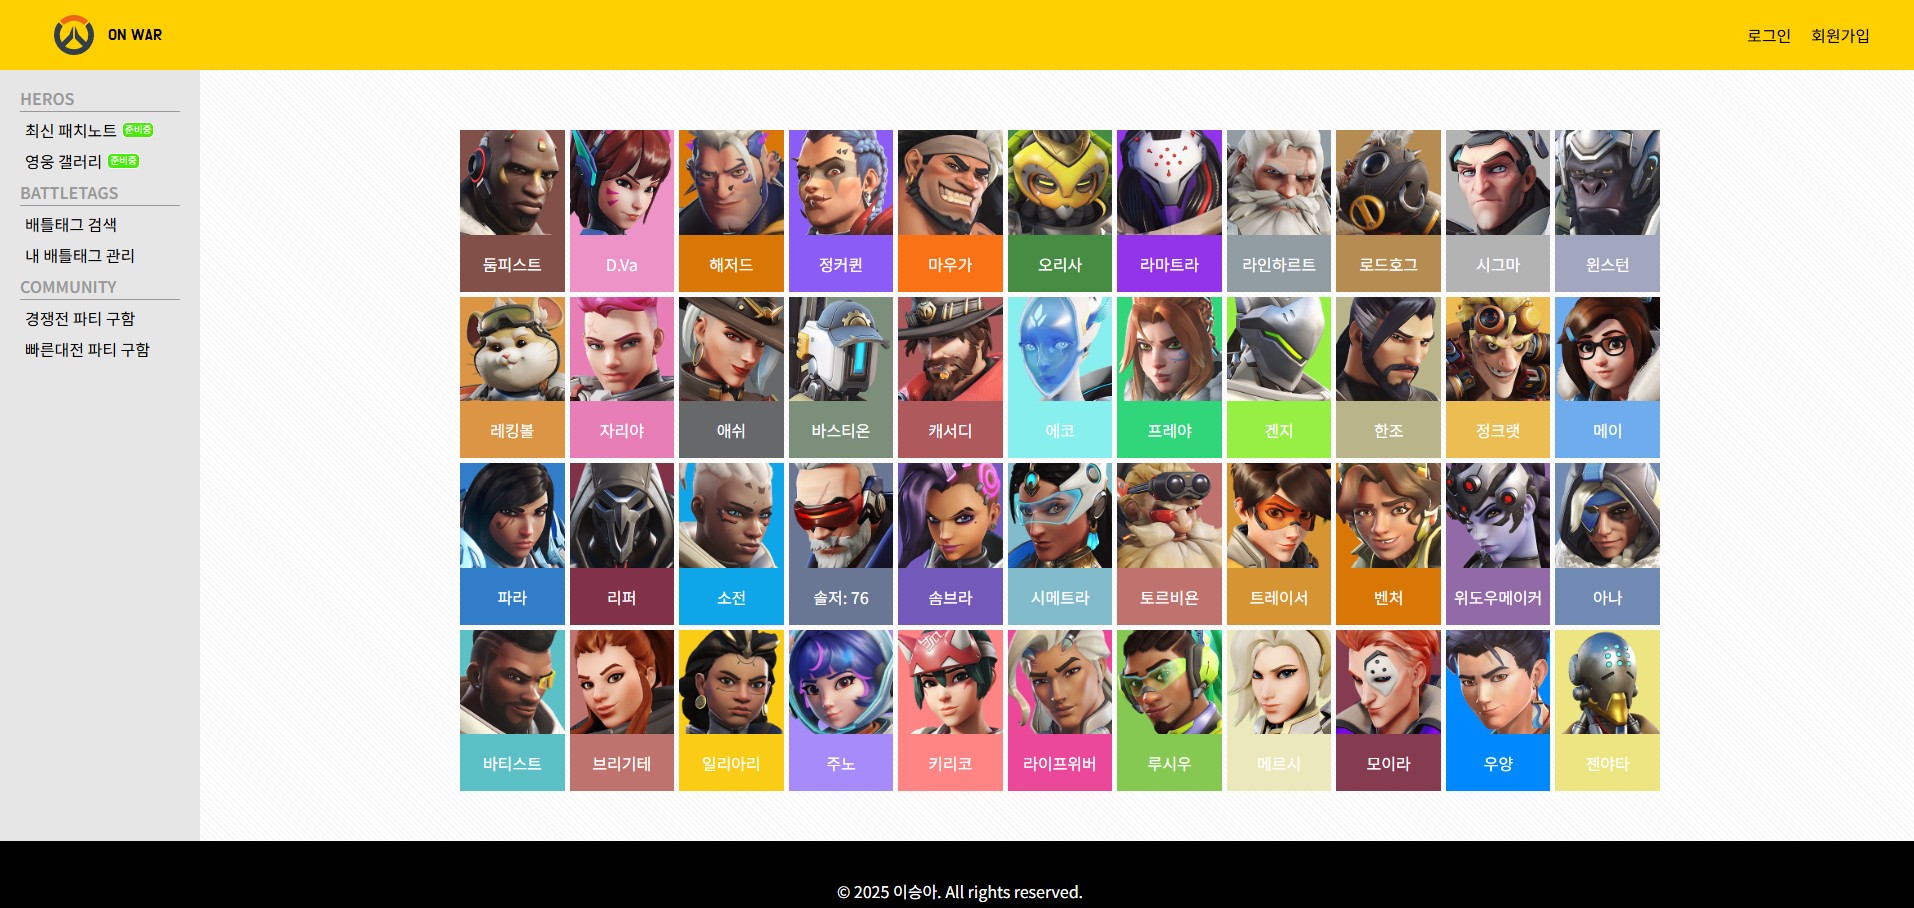 ON WAR
로그인 회원가입
HEROS
최신 패치노트 준비중
영웅 갤러리 준비중
BATTLETAGS
배틀태그 검색
내 배틀태그 관리
COMMUNITY
경쟁전 파티 구함
빠른대전 파티 구함
둠피스트 D.Va 해저드 정커퀸 마우가 오리사 라마트라 라인하르트 로드호그 시그마 윈스턴
레킹볼 자리야 애쉬 바스티온 캐서디 에코 프레야 겐지 한조 정크랫 메이
파라 리퍼 소전 솔저: 76 솜브라 시메트라 토르비욘 트레이서 벤처 위도우메이커 아나
바티스트 브리기테 일리아리 주노 키리코 라이프위버 루시우 메르시 모이라 우양 젠야타
© 2025 이승아. All rights reserved.